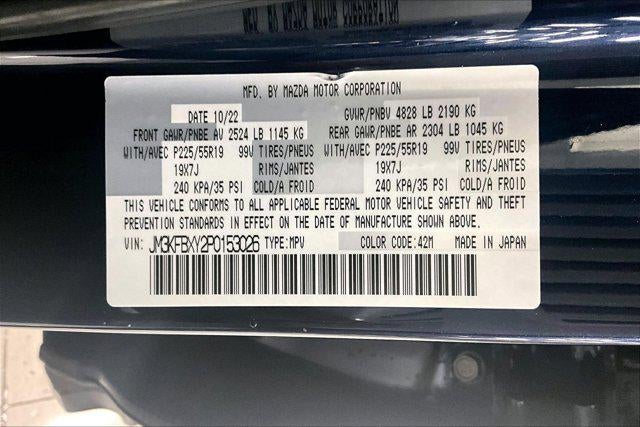 MFD. BY MAZDA MOTOR CORPORATION
DATE 10/22 GVWR/PNBV 4828 LB 2190 KG
FRONT GAWR/PNBE AV 2524 LB 1145 KG REAR GAWR/PNBE AR 2304 LB 1045 KG
WITH/AVEC P225/55R19 99V TIRES/PNEUS WITH/AVEC P225/55R19 99V TIRES/PNEUS
19X7J RIMS/JANTES 19X7J RIMS/JANTES
240 KPA/35 PSI COLD/A FROID 240 KPA/35 PSI COLD/A FROID
THIS VEHICLE CONFORMS TO ALL APPLICABLE FEDERAL MOTOR VEHICLE SAFETY AND THEFT
PREVENTION STANDARDS IN EFFECT ON THE DATE OF MANUFACTURE SHOWN ABOVE.
VIN: JM3KFBXY2P0153026 TYPE:MPV COLOR CODE:42M MADE IN JAPAN